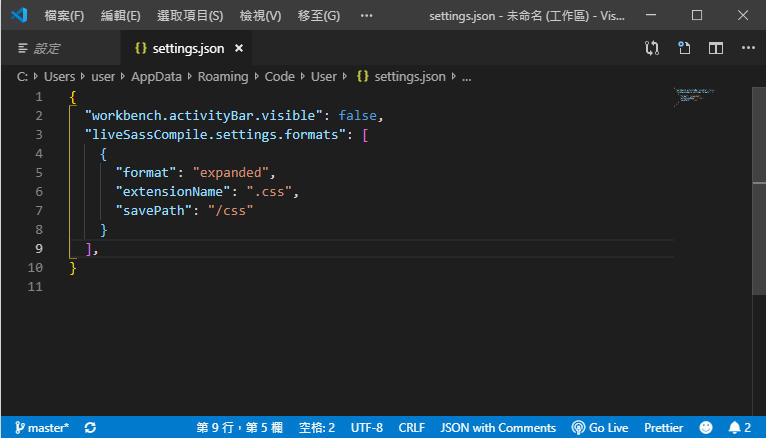 檔案(F) 編輯(E) 選取項目(S) 檢視(V) 移至(G) ··· settings.json - 未命名 (工作區) - Vis...
設定 {} settings.json × ···
C: > Users > user > AppData > Roaming > Code > User > {} settings.json > ...
1 {
2 "workbench.activityBar.visible": false,
3 "liveSassCompile.settings.formats": [
4 {
5 "format": "expanded",
6 "extensionName": ".css",
7 "savePath": "/css"
8 }
9 ],
10 }
11
master* 第 9 行，第 5 欄 空格: 2 UTF-8 CRLF JSON with Comments Go Live Prettier 2